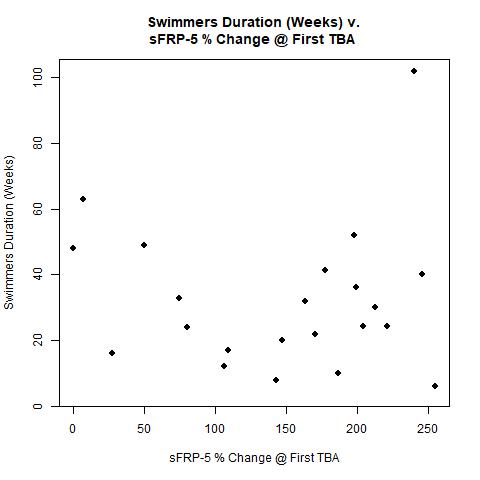 Swimmers Duration (Weeks) v.
sFRP-5 % Change @ First TBA
Swimmers Duration (Weeks)
100
80
60
40
20
0
0 50 100 150 200 250
sFRP-5 % Change @ First TBA